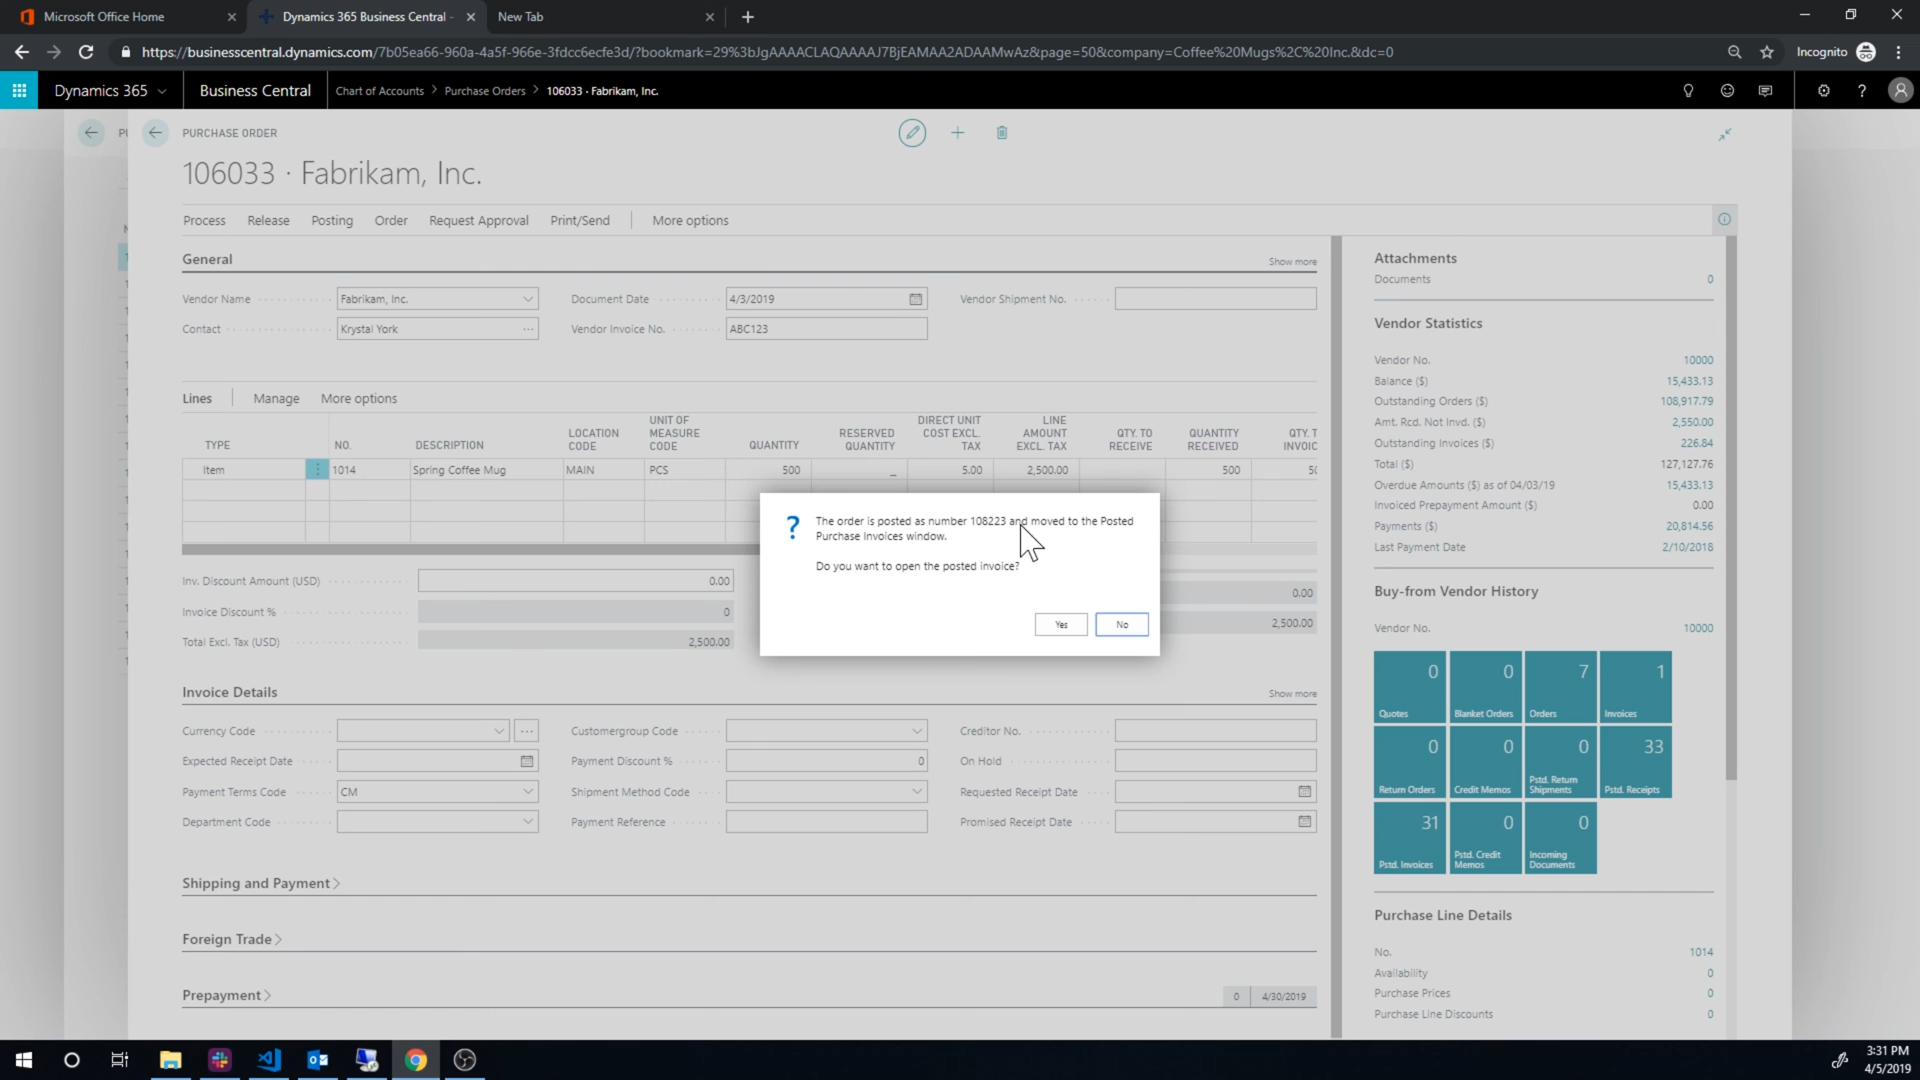 Microsoft Office Home
Dynamics 365 Business Central -
New Tab
https://businesscentral.dynamics.com/7b05ea66-960a-4a5f-966e-3fdcc6ecfe3d/?bookmark=29%3bJgAAAACLAQAAAAJ7BjEAMAA2ADAAMwAz&page=50&company=Coffee%20Mugs%2C%20Inc.&dc=0
Incognito
Dynamics 365
Business Central
Chart of Accounts > Purchase Orders > 106033 · Fabrikam, Inc.
PURCHASE ORDER
106033 · Fabrikam, Inc.
Process Release Posting Order Request Approval Print/Send | More options
General
Show more
Vendor Name Fabrikam, Inc. Document Date 4/3/2019 Vendor Shipment No.
Contact Krystal York ... Vendor Invoice No. ABC123
Lines | Manage More options
TYPE NO. DESCRIPTION LOCATION CODE UNIT OF MEASURE CODE QUANTITY RESERVED QUANTITY DIRECT UNIT COST EXCL. TAX LINE AMOUNT EXCL. TAX QTY. TO RECEIVE QUANTITY RECEIVED QTY. T INVOIC
Item 1014 Spring Coffee Mug MAIN PCS 500 _ 5.00 2,500.00 500 50
? The order is posted as number 108223 and moved to the Posted
Purchase Invoices window.
Do you want to open the posted invoice?
Yes No
Inv. Discount Amount (USD) 0.00 0.00
Invoice Discount % 0 2,500.00
Total Excl. Tax (USD) 2,500.00
Invoice Details
Show more
Currency Code ... Customergroup Code Creditor No.
Expected Receipt Date Payment Discount % 0 On Hold
Payment Terms Code CM Shipment Method Code Requested Receipt Date
Department Code Payment Reference Promised Receipt Date
Shipping and Payment >
Foreign Trade >
Prepayment > 0 4/30/2019
Attachments
Documents 0
Vendor Statistics
Vendor No. 10000
Balance ($) 15,433.13
Outstanding Orders ($) 108,917.79
Amt. Rcd. Not Invd. ($) 2,550.00
Outstanding Invoices ($) 226.84
Total ($) 127,127.76
Overdue Amounts ($) as of 04/03/19 15,433.13
Invoiced Prepayment Amount ($) 0.00
Payments ($) 20,814.56
Last Payment Date 2/10/2018
Buy-from Vendor History
Vendor No. 10000
0 0 7 1
Quotes Blanket Orders Orders Invoices
0 0 0 33
Return Orders Credit Memos Pstd. Return Shipments Pstd. Receipts
31 0 0
Pstd. Invoices Pstd. Credit Memos Incoming Documents
Purchase Line Details
No. 1014
Availability 0
Purchase Prices 0
Purchase Line Discounts 0
3:31 PM
4/5/2019